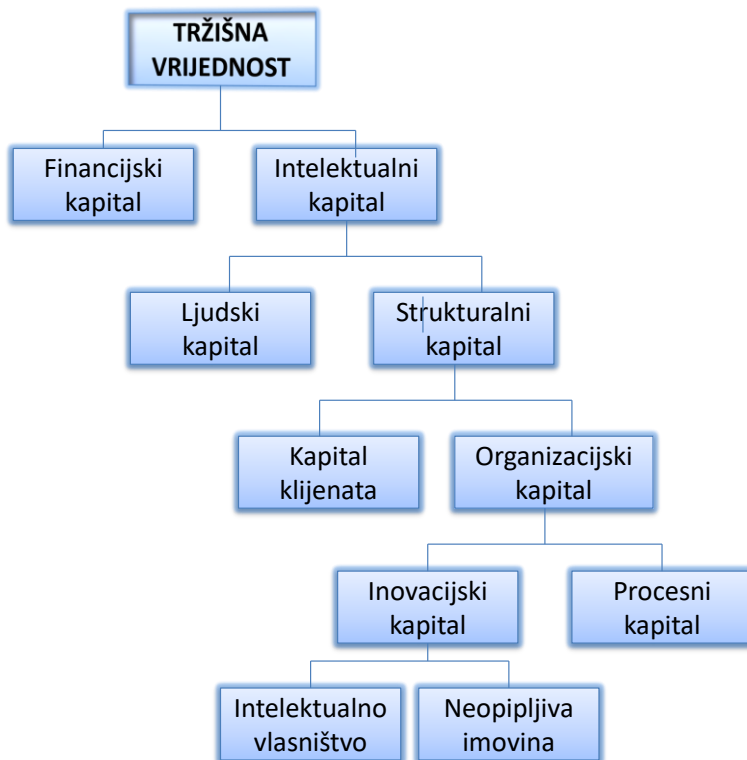 TRŽIŠNA
VRIJEDNOST
Financijski
kapital
Intelektualni
kapital
Ljudski
kapital
Strukturalni
kapital
Kapital
klijenata
Organizacijski
kapital
Inovacijski
kapital
Procesni
kapital
Intelektualno
vlasništvo
Neopipljiva
imovina